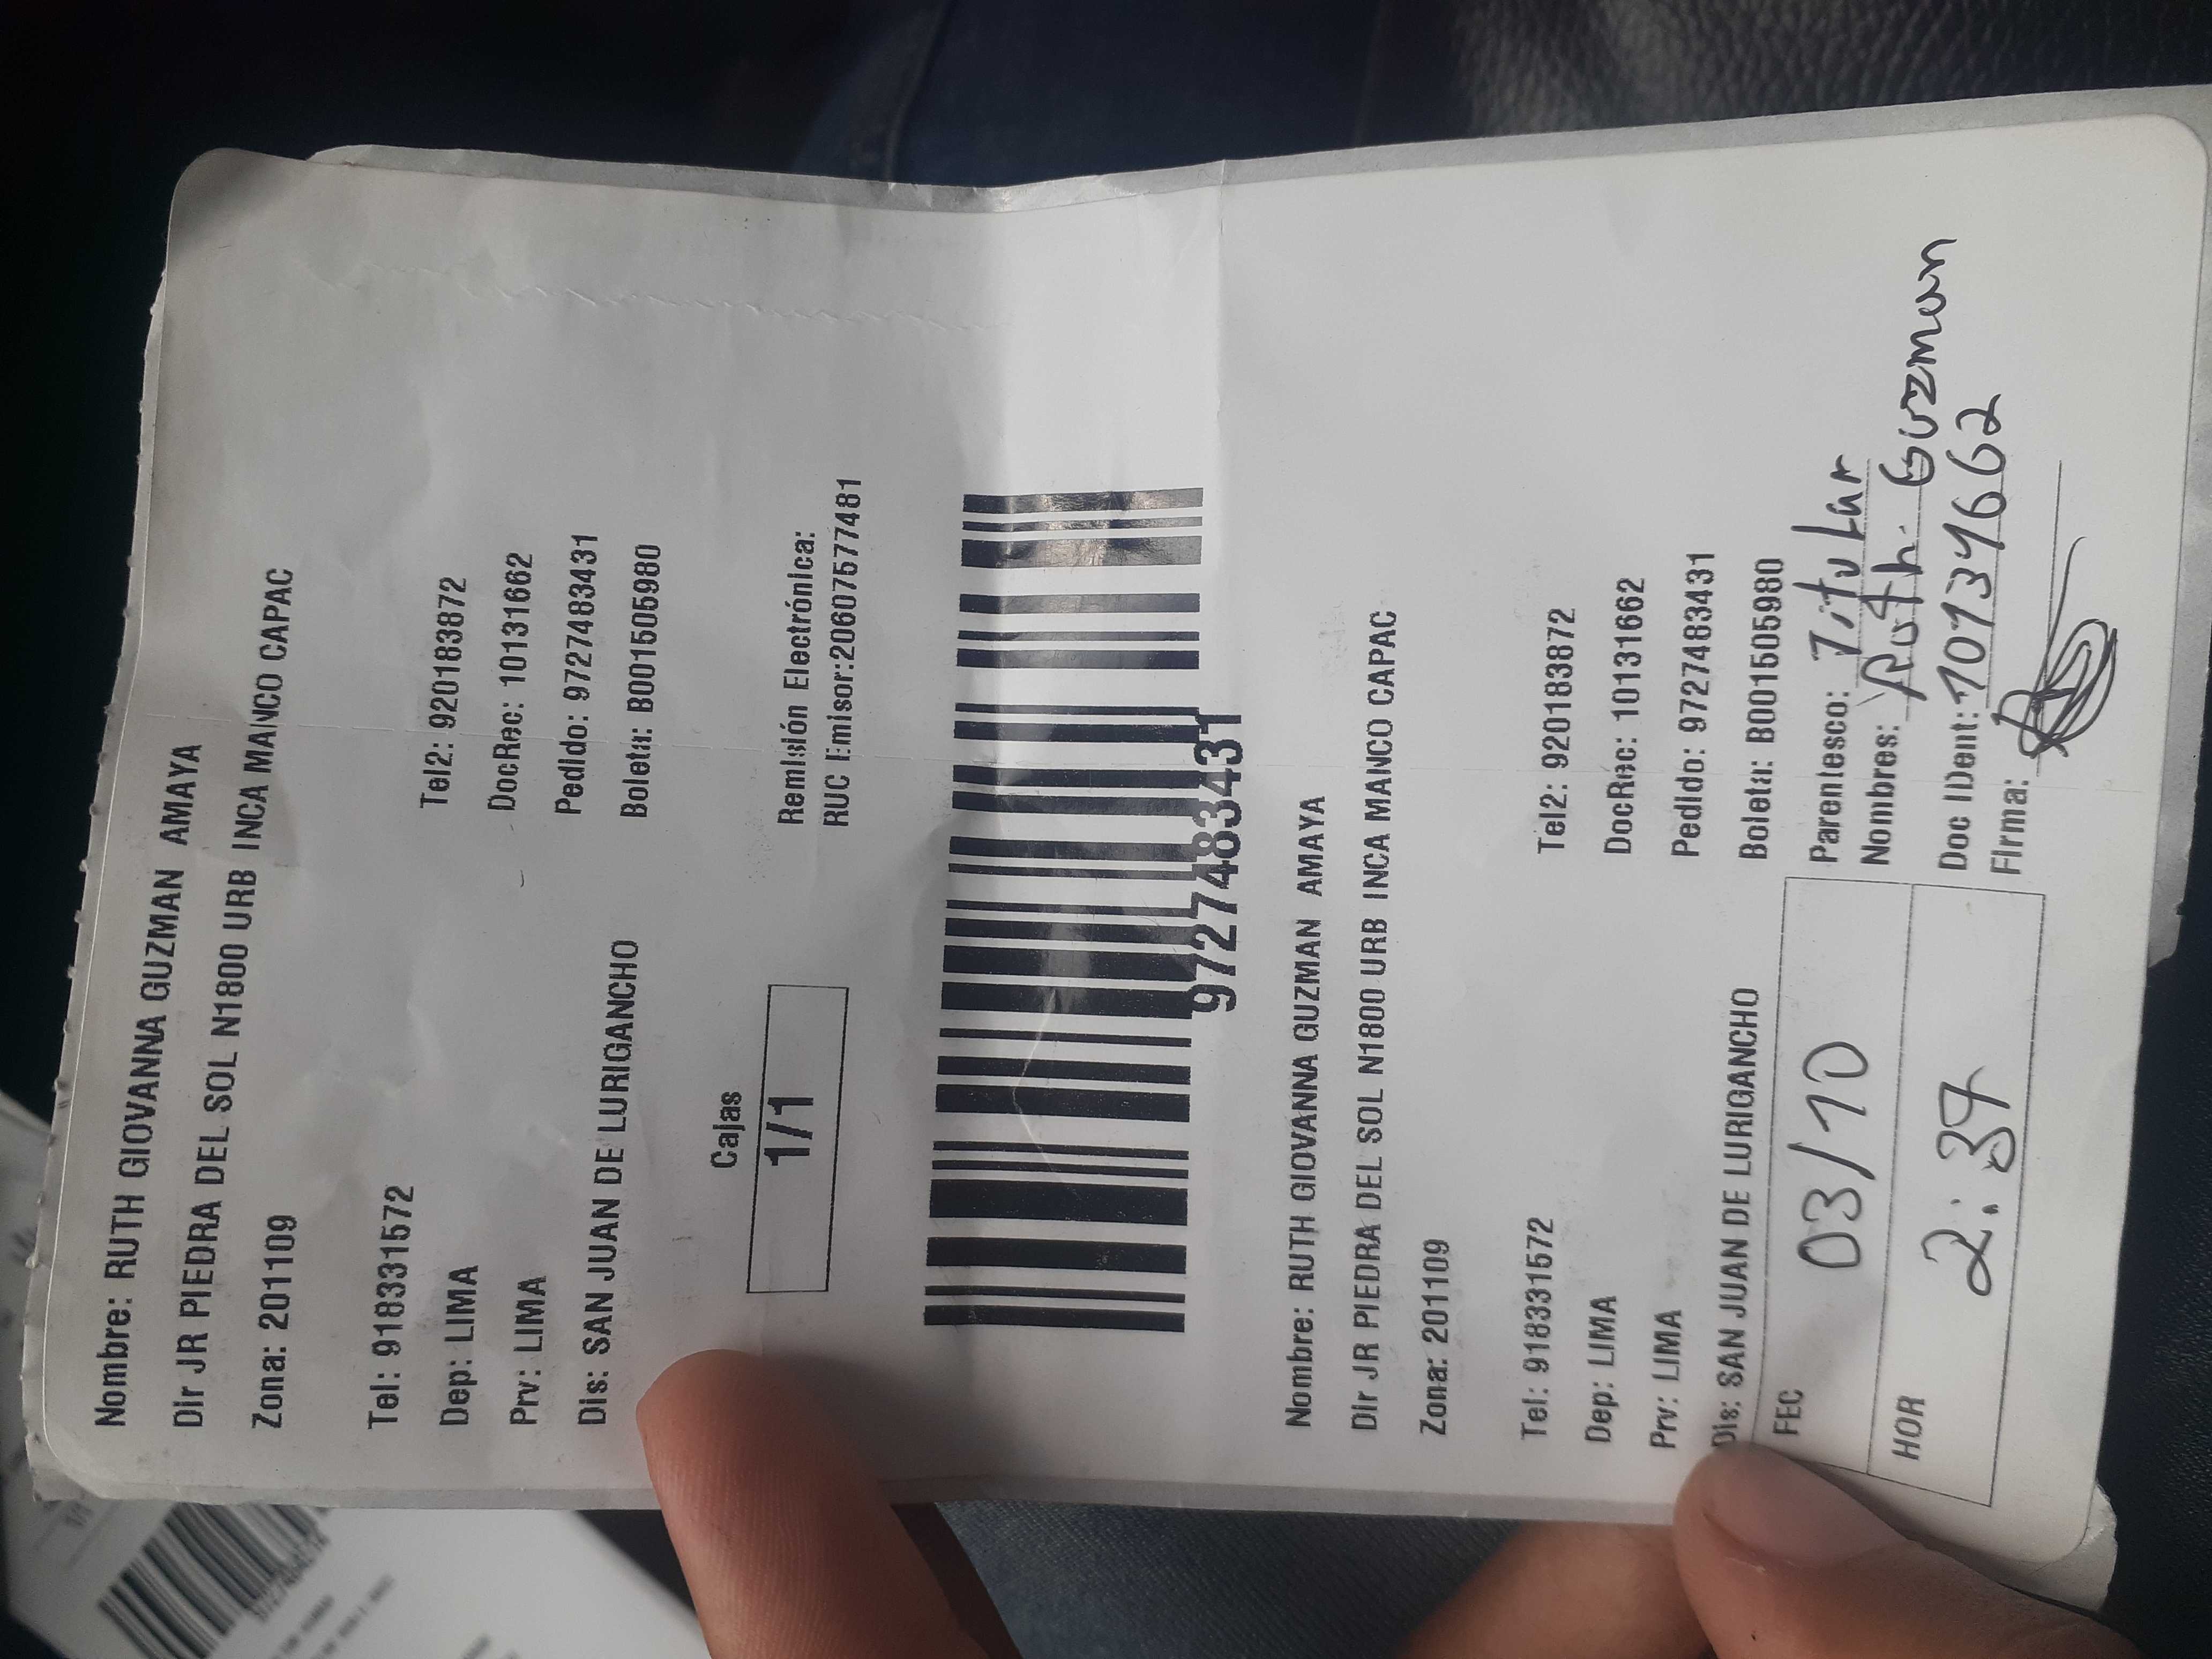 Nombre: RUTH GIOVANNA GUZMAN AMAYA
Dir JR PIEDRA DEL SOL N1800 URB INCA MANCO CAPAC
Zona: 201109
Tel: 918331572 Tel2: 920183872
Dep: LIMA DocRec: 10131662
Prv: LIMA Pedido: 9727483431
Dis: SAN JUAN DE LURIGANCHO Boleta: B001505980
Cajas
1/1
Remisión Electrónica:
RUC Emisor:20607577481
9727483431
Nombre: RUTH GIOVANNA GUZMAN AMAYA
Dir JR PIEDRA DEL SOL N1800 URB INCA MANCO CAPAC
Zona: 201109
Tel: 918331572 Tel2: 920183872
Dep: LIMA DocRec: 10131662
Prv: LIMA Pedido: 9727483431
Dis: SAN JUAN DE LURIGANCHO Boleta: B001505980
FEC 03/10 Parentesco: Titular
Nombres: Ruth Guzman
HOR 2:37 Doc IDent:
Firma: